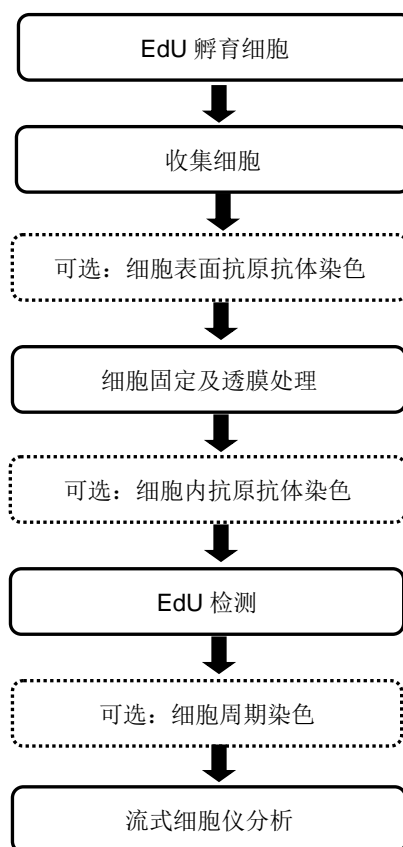 EdU 孵育细胞
收集细胞
可选：细胞表面抗原抗体染色
细胞固定及透膜处理
可选：细胞内抗原抗体染色
EdU 检测
可选：细胞周期染色
流式细胞仪分析